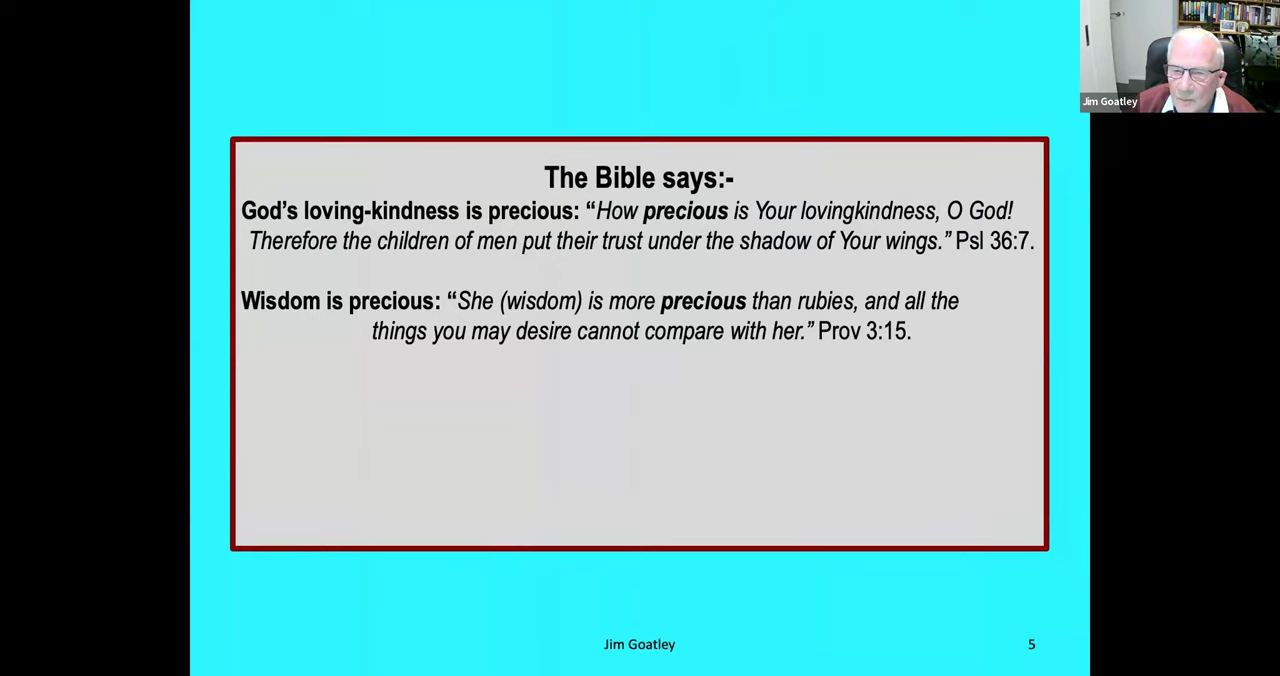 Jim Goatley
The Bible says:-
God’s loving-kindness is precious: “How precious is Your lovingkindness, O God!
Therefore the children of men put their trust under the shadow of Your wings.” Psl 36:7.
Wisdom is precious: “She (wisdom) is more precious than rubies, and all the
things you may desire cannot compare with her.” Prov 3:15.
Jim Goatley
5